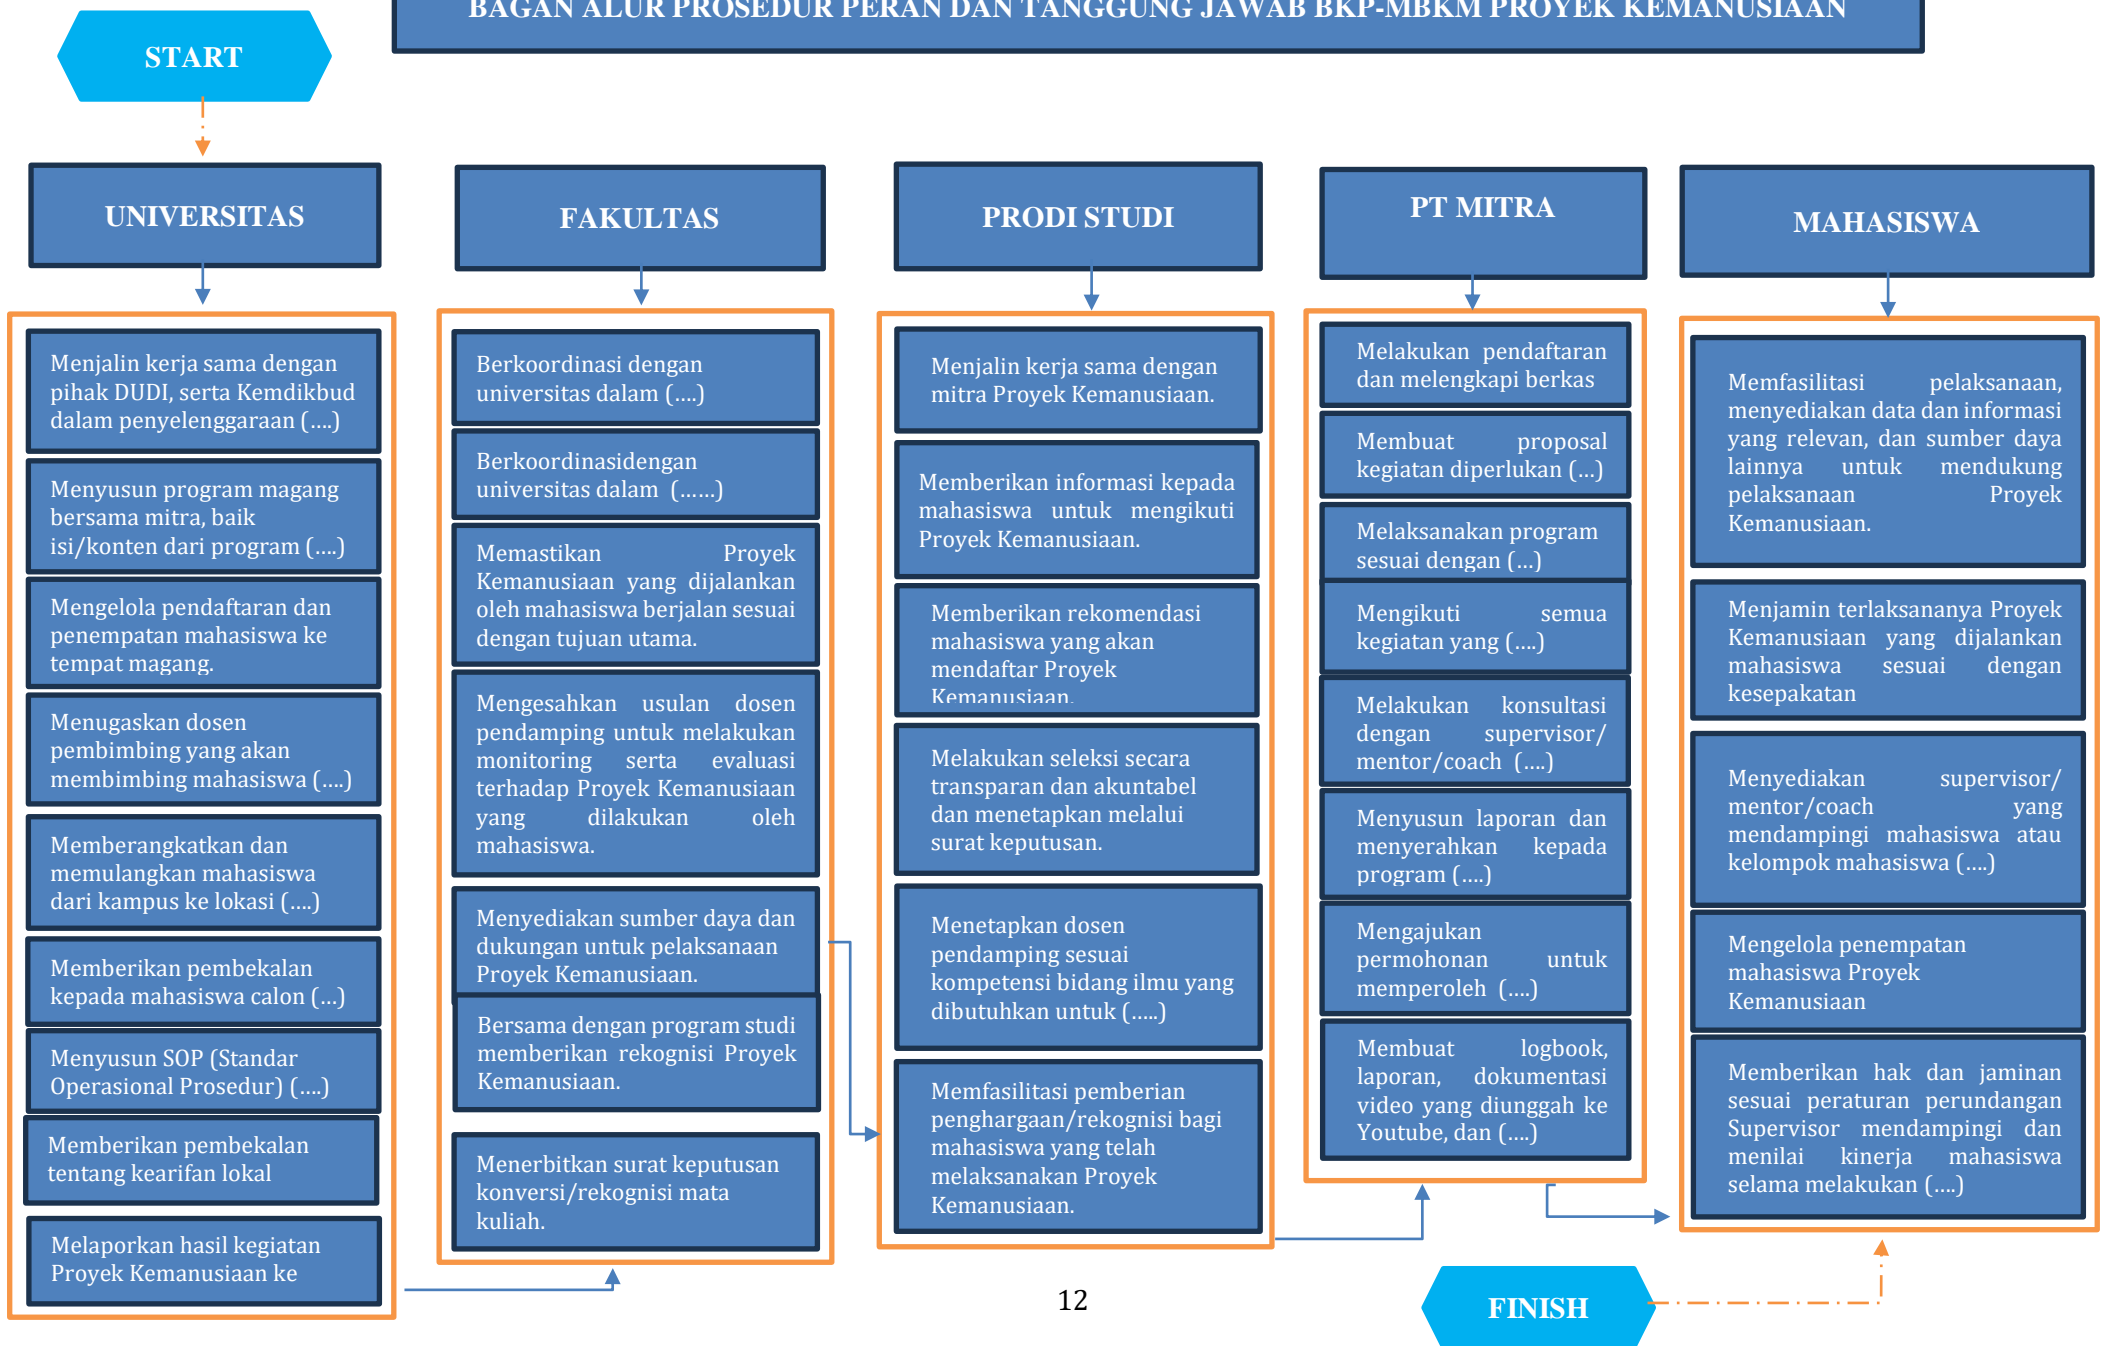 BAGAN ALUR PROSEDUR PERAN DAN TANGGUNG JAWAB BKP-MBKM PROYEK KEMANUSIAAN
START
UNIVERSITAS
Menjalin kerja sama dengan
pihak DUDI, serta Kemdikbud
dalam penyelenggaraan (....)
Menyusun program magang
bersama mitra, baik
isi/konten dari program (....)
Mengelola pendaftaran dan
penempatan mahasiswa ke
tempat magang.
Menugaskan dosen
pembimbing yang akan
membimbing mahasiswa (....)
Memberangkatkan dan
memulangkan mahasiswa
dari kampus ke lokasi (....)
Memberikan pembekalan
kepada mahasiswa calon (...)
Menyusun SOP (Standar
Operasional Prosedur) (....)
Memberikan pembekalan
tentang kearifan lokal
Melaporkan hasil kegiatan
Proyek Kemanusiaan ke
FAKULTAS
Berkoordinasi dengan
universitas dalam (....)
Berkoordinasidengan
universitas dalam (......)
Memastikan Proyek
Kemanusiaan yang dijalankan
oleh mahasiswa berjalan sesuai
dengan tujuan utama.
Mengesahkan usulan dosen
pendamping untuk melakukan
monitoring serta evaluasi
terhadap Proyek Kemanusiaan
yang dilakukan oleh
mahasiswa.
Menyediakan sumber daya dan
dukungan untuk pelaksanaan
Proyek Kemanusiaan.
Bersama dengan program studi
memberikan rekognisi Proyek
Kemanusiaan.
Menerbitkan surat keputusan
konversi/rekognisi mata
kuliah.
PRODI STUDI
Menjalin kerja sama dengan
mitra Proyek Kemanusiaan.
Memberikan informasi kepada
mahasiswa untuk mengikuti
Proyek Kemanusiaan.
Memberikan rekomendasi
mahasiswa yang akan
mendaftar Proyek
Kemanusiaan.
Melakukan seleksi secara
transparan dan akuntabel
dan menetapkan melalui
surat keputusan.
Menetapkan dosen
pendamping sesuai
kompetensi bidang ilmu yang
dibutuhkan untuk (.....)
Memfasilitasi pemberian
penghargaan/rekognisi bagi
mahasiswa yang telah
melaksanakan Proyek
Kemanusiaan.
PT MITRA
Melakukan pendaftaran
dan melengkapi berkas
Membuat proposal
kegiatan diperlukan (...)
Melaksanakan program
sesuai dengan (...)
Mengikuti semua
kegiatan yang (....)
Melakukan konsultasi
dengan supervisor/
mentor/coach (....)
Menyusun laporan dan
menyerahkan kepada
program (....)
Mengajukan
permohonan untuk
memperoleh (....)
Membuat logbook,
laporan, dokumentasi
video yang diunggah ke
Youtube, dan (....)
MAHASISWA
Memfasilitasi pelaksanaan,
menyediakan data dan informasi
yang relevan, dan sumber daya
lainnya untuk mendukung
pelaksanaan Proyek
Kemanusiaan.
Menjamin terlaksananya Proyek
Kemanusiaan yang dijalankan
mahasiswa sesuai dengan
kesepakatan
Menyediakan supervisor/
mentor/coach yang
mendampingi mahasiswa atau
kelompok mahasiswa (....)
Mengelola penempatan
mahasiswa Proyek
Kemanusiaan
Memberikan hak dan jaminan
sesuai peraturan perundangan
Supervisor mendampingi dan
menilai kinerja mahasiswa
selama melakukan (....)
FINISH
12